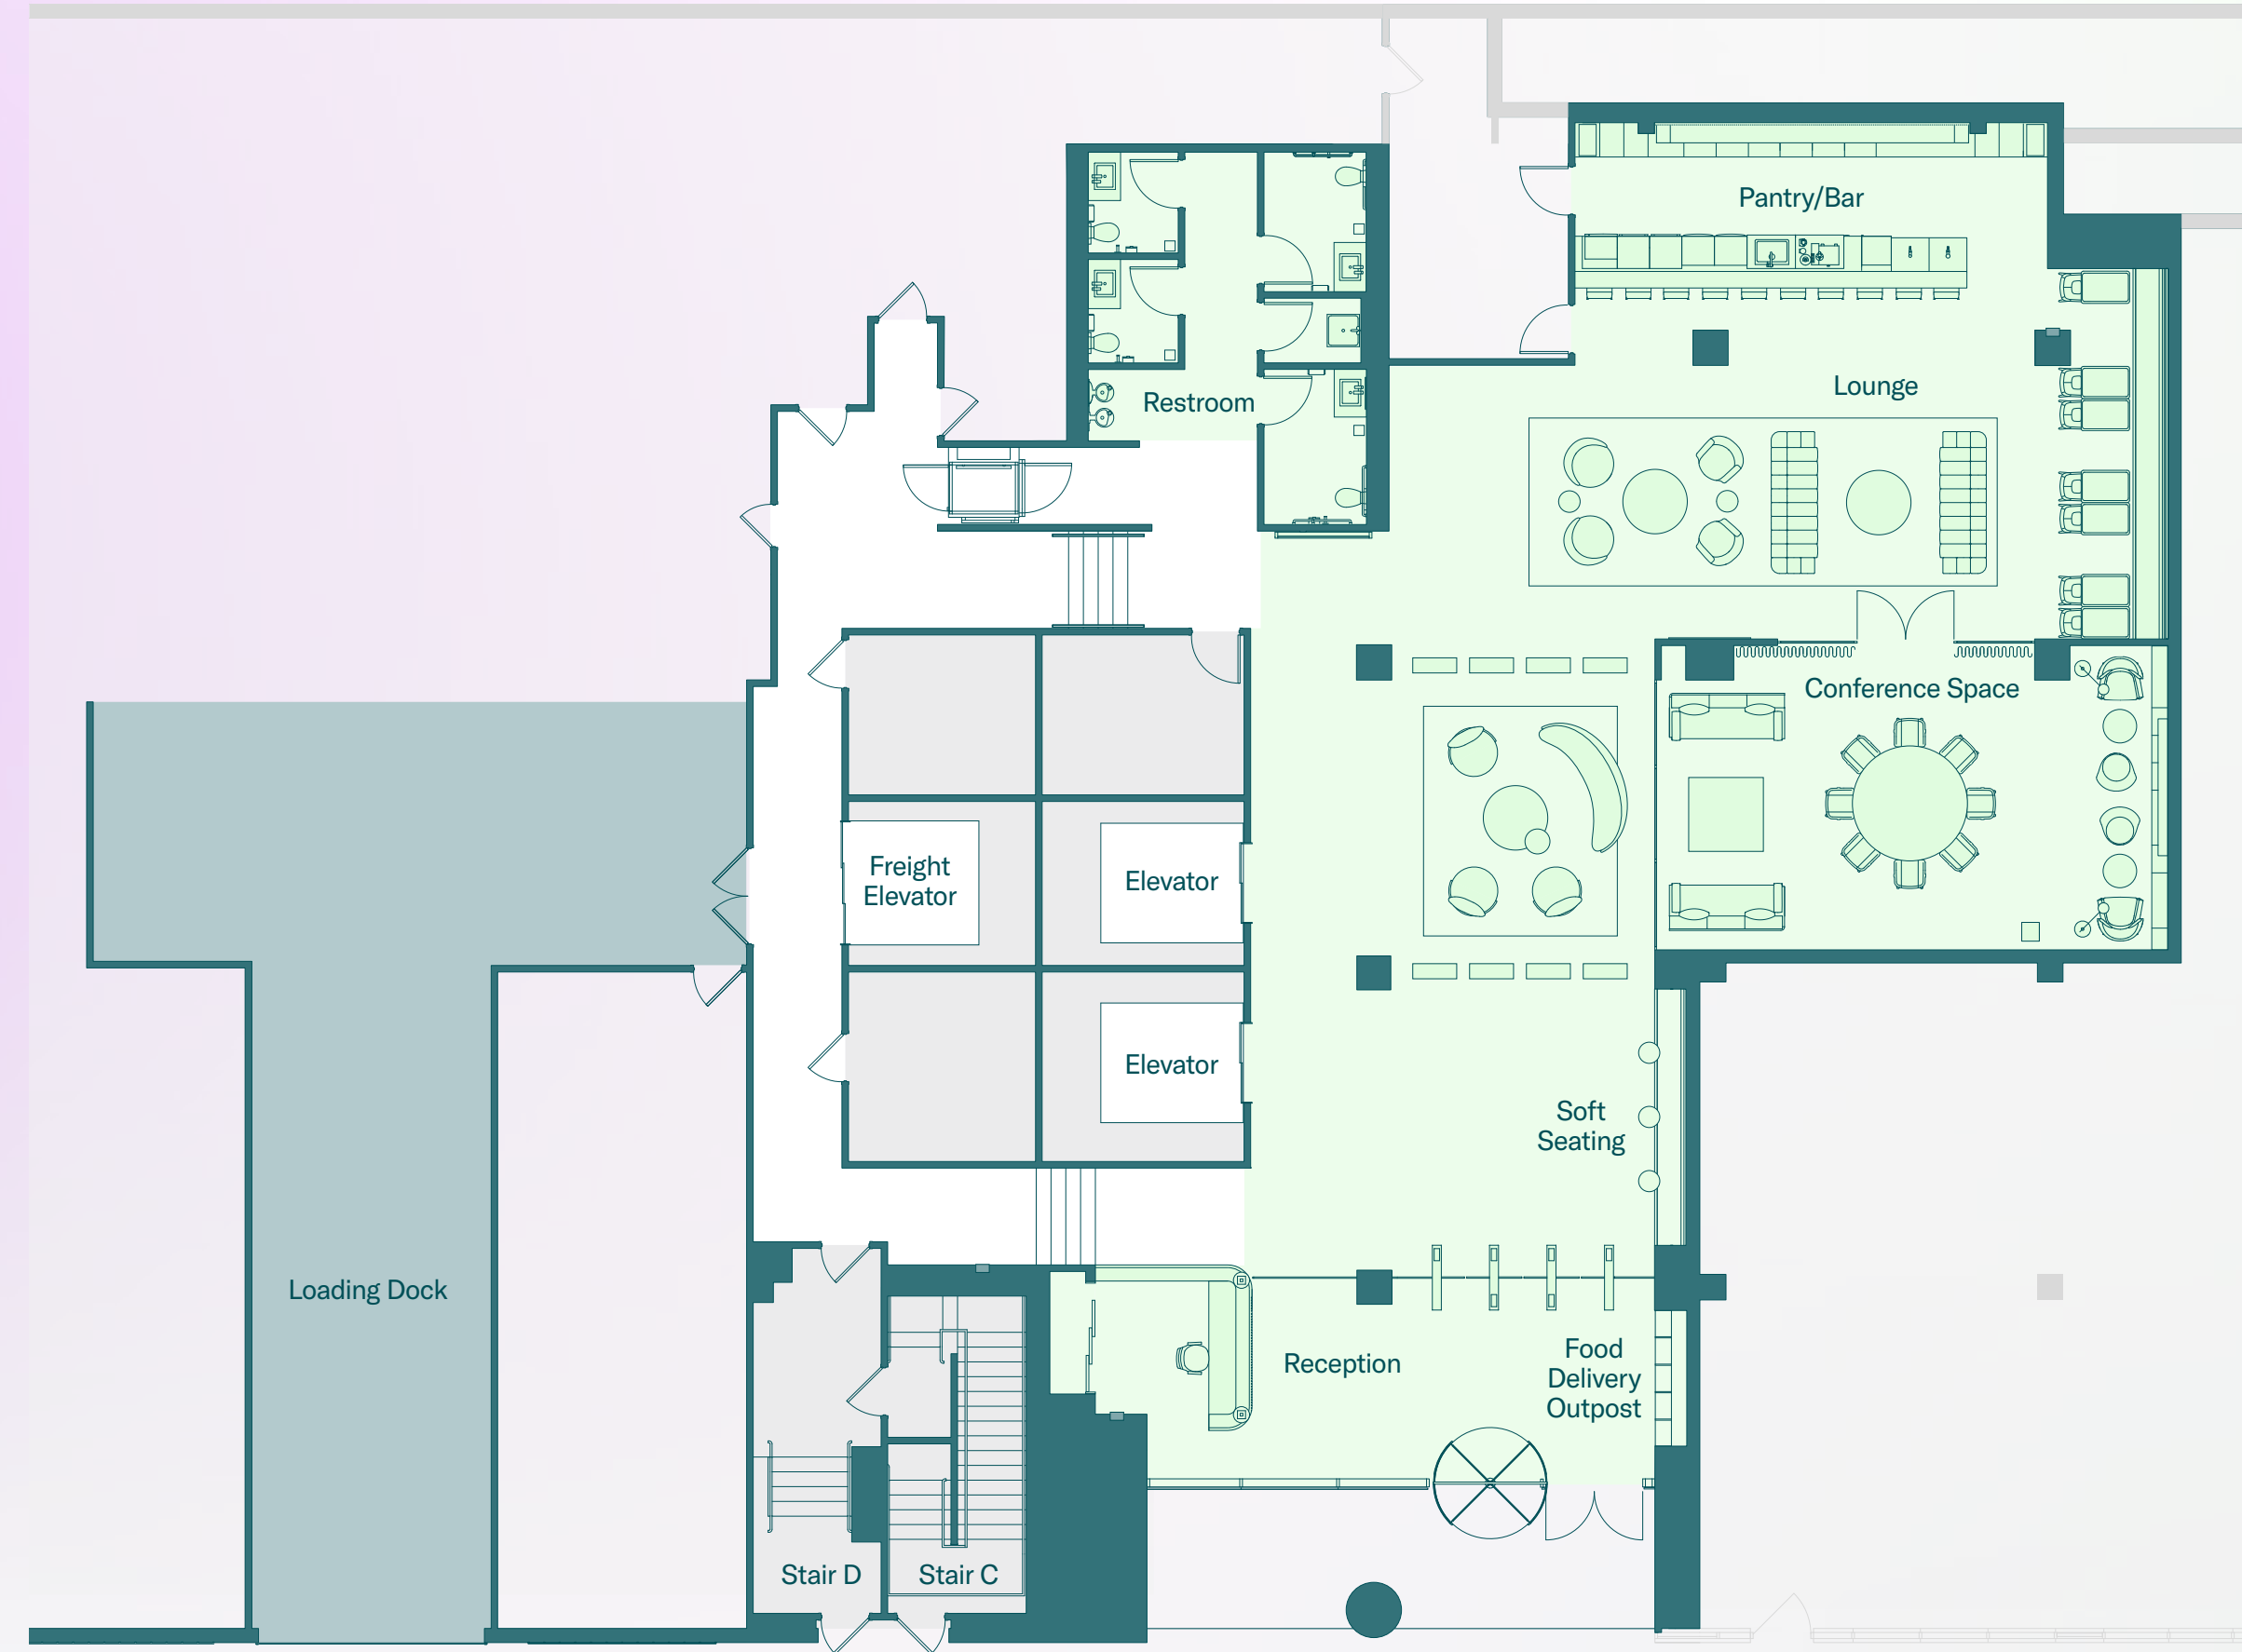 Pantry/Bar
Lounge
Restroom
Conference Space
Freight
Elevator
Elevator
Elevator
Soft
Seating
Loading Dock
Reception
Food
Delivery
Outpost
Stair D
Stair C